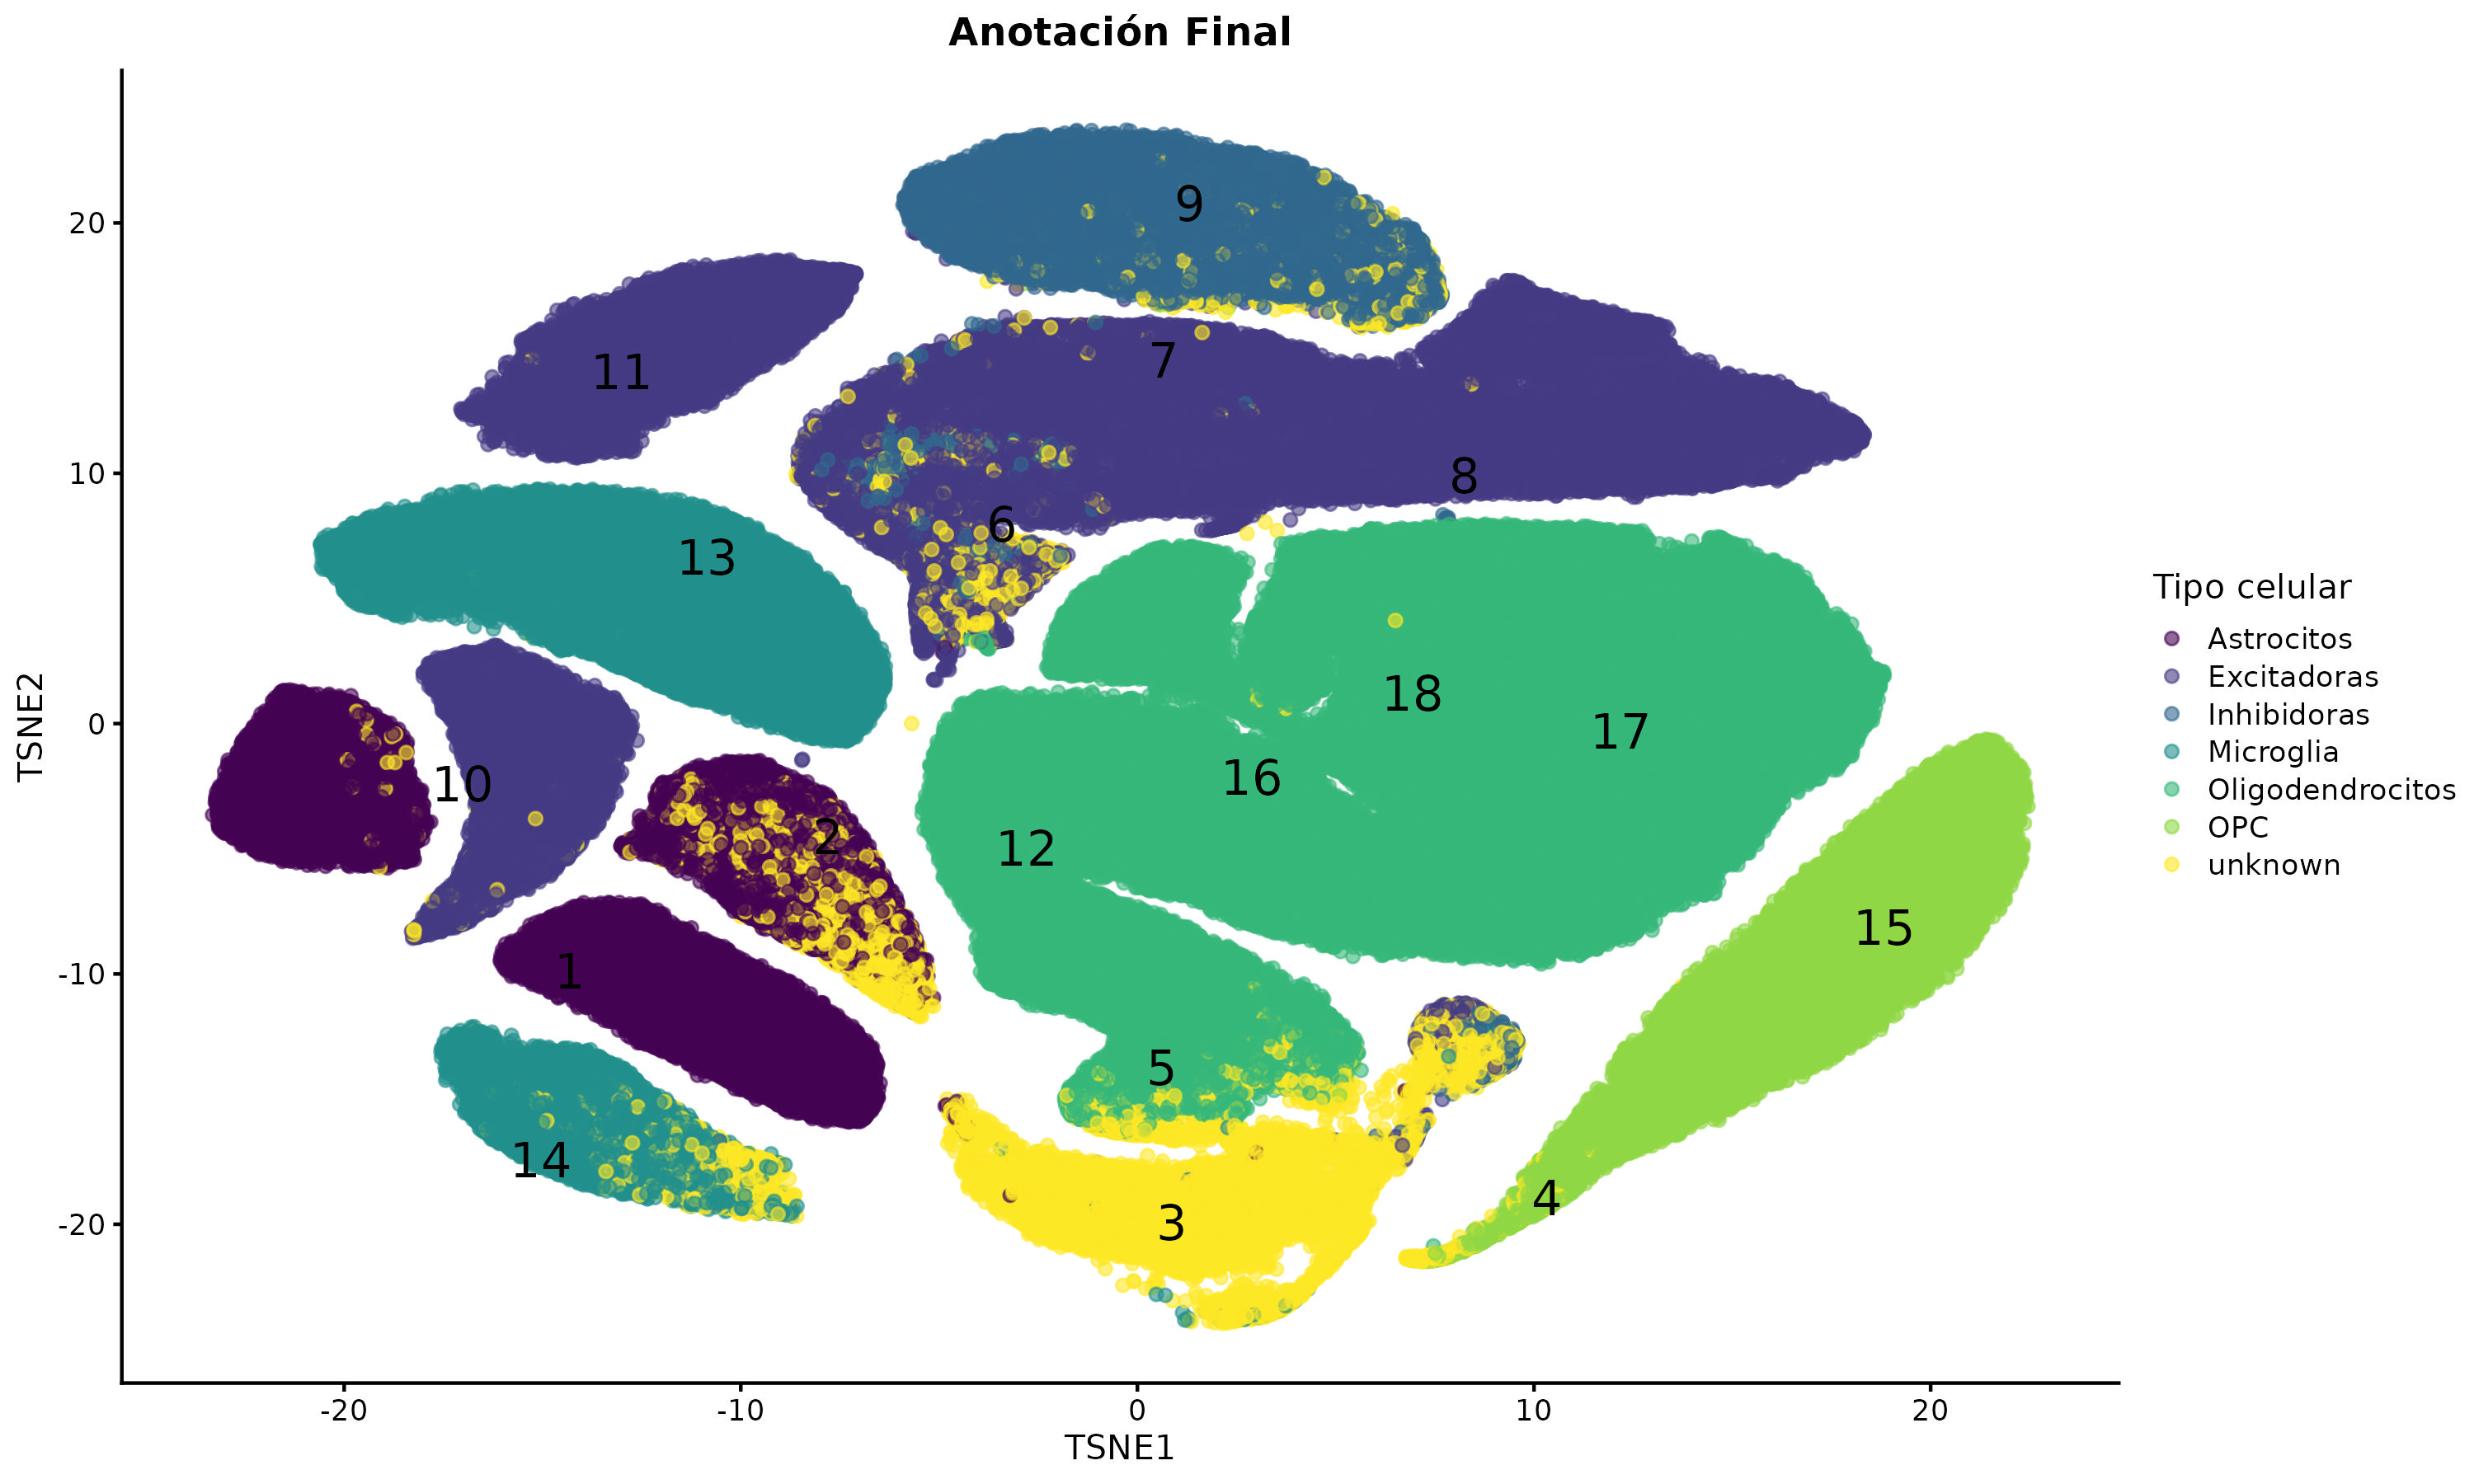 Anotación Final
TSNE2
20
10
0
-10
-20
9
7
11
8
6
13
18
17
10
16
2
12
15
1
5
14
4
3
-20
-10
0
10
20
TSNE1
Tipo celular
Astrocitos
Excitadoras
Inhibidoras
Microglia
Oligodendrocitos
OPC
unknown